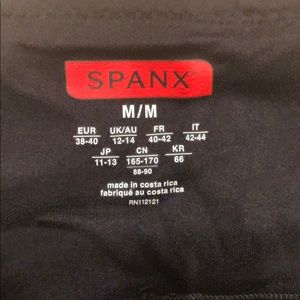 SPANX
M/M
EUR UK/AU FR IT
38-40 12-14 40-42 42-44
JP CN KR
11-13 165-170 66
88-90
made in costa rica
fabriqué au costa rica
RN112121